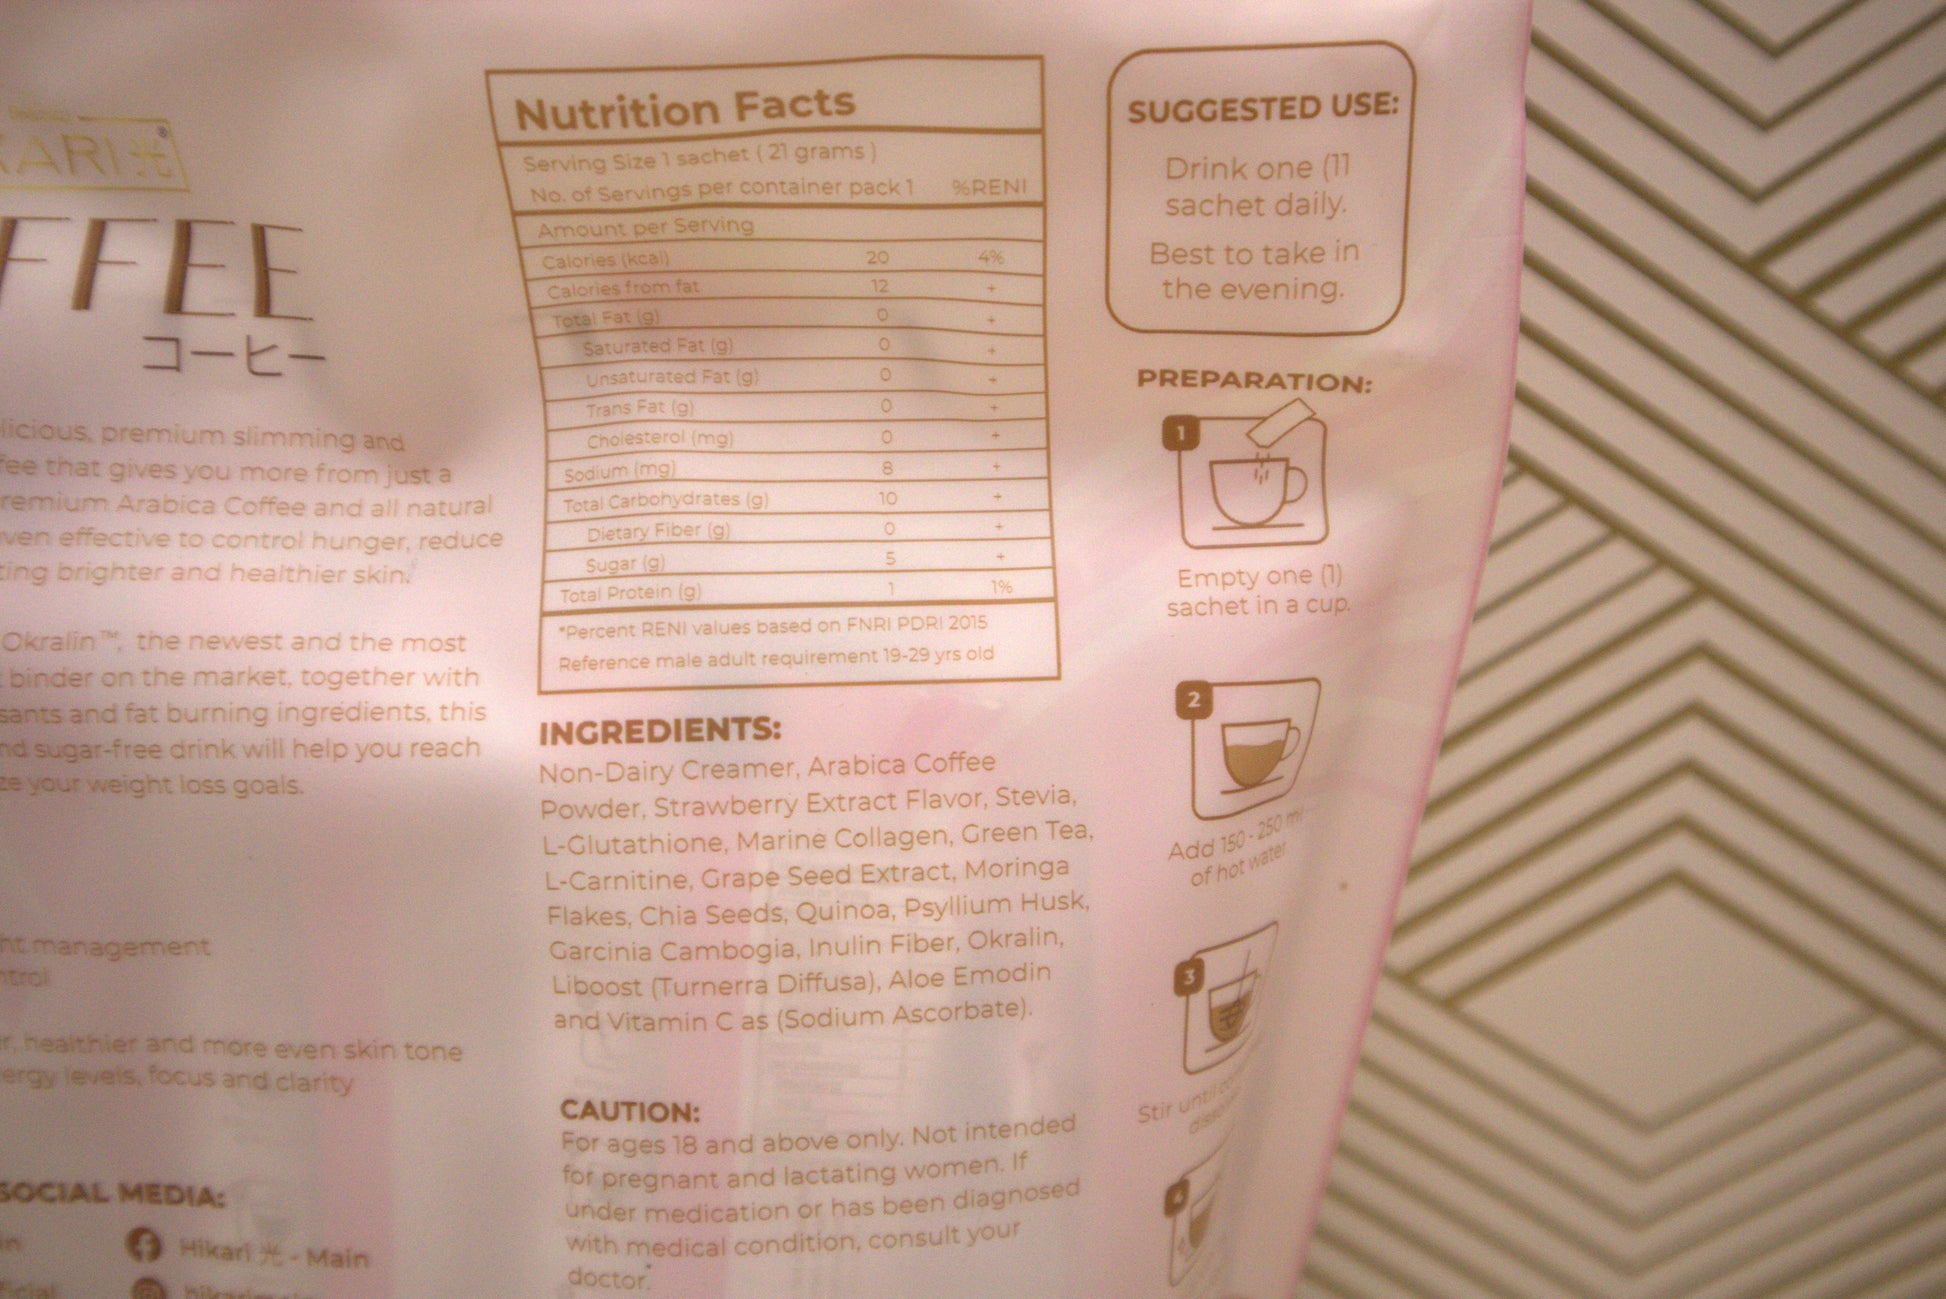 KARI光®
FFEE
コーヒー
licious, premium slimming and
fee that gives you more from just a
remium Arabica Coffee and all natural
ven effective to control hunger, reduce
ting brighter and healthier skin.
Okralin™, the newest and the most
binder on the market, together with
sants and fat burning ingredients, this
nd sugar-free drink will help you reach
ze your weight loss goals.
ht management
ntrol
r, healthier and more even skin tone
ergy levels, focus and clarity
SOCIAL MEDIA:
in
Hikari 光 - Main
icial
Nutrition Facts
Serving Size 1 sachet ( 21 grams )
No. of Servings per container pack 1 %RENI
Amount per Serving
Calories (kcal) 20 4%
Calories from fat 12 +
Total Fat (g) 0 +
Saturated Fat (g) 0 +
Unsaturated Fat (g) 0 +
Trans Fat (g) 0 +
Cholesterol (mg) 0 +
Sodium (mg) 8 +
Total Carbohydrates (g) 10 +
Dietary Fiber (g) 0 +
Sugar (g) 5 +
Total Protein (g) 1 1%
*Percent RENI values based on FNRI PDRI 2015
Reference male adult requirement 19-29 yrs old
INGREDIENTS:
Non-Dairy Creamer, Arabica Coffee
Powder, Strawberry Extract Flavor, Stevia,
L-Glutathione, Marine Collagen, Green Tea,
L-Carnitine, Grape Seed Extract, Moringa
Flakes, Chia Seeds, Quinoa, Psyllium Husk,
Garcinia Cambogia, Inulin Fiber, Okralin,
Liboost (Turnerra Diffusa), Aloe Emodin
and Vitamin C as (Sodium Ascorbate).
CAUTION:
For ages 18 and above only. Not intended
for pregnant and lactating women. If
under medication or has been diagnosed
with medical condition, consult your
doctor.
SUGGESTED USE:
Drink one (11
sachet daily.
Best to take in
the evening.
PREPARATION:
1
Empty one (1)
sachet in a cup.
2
Add 150 - 250 ml
of hot water
3
Stir until
4